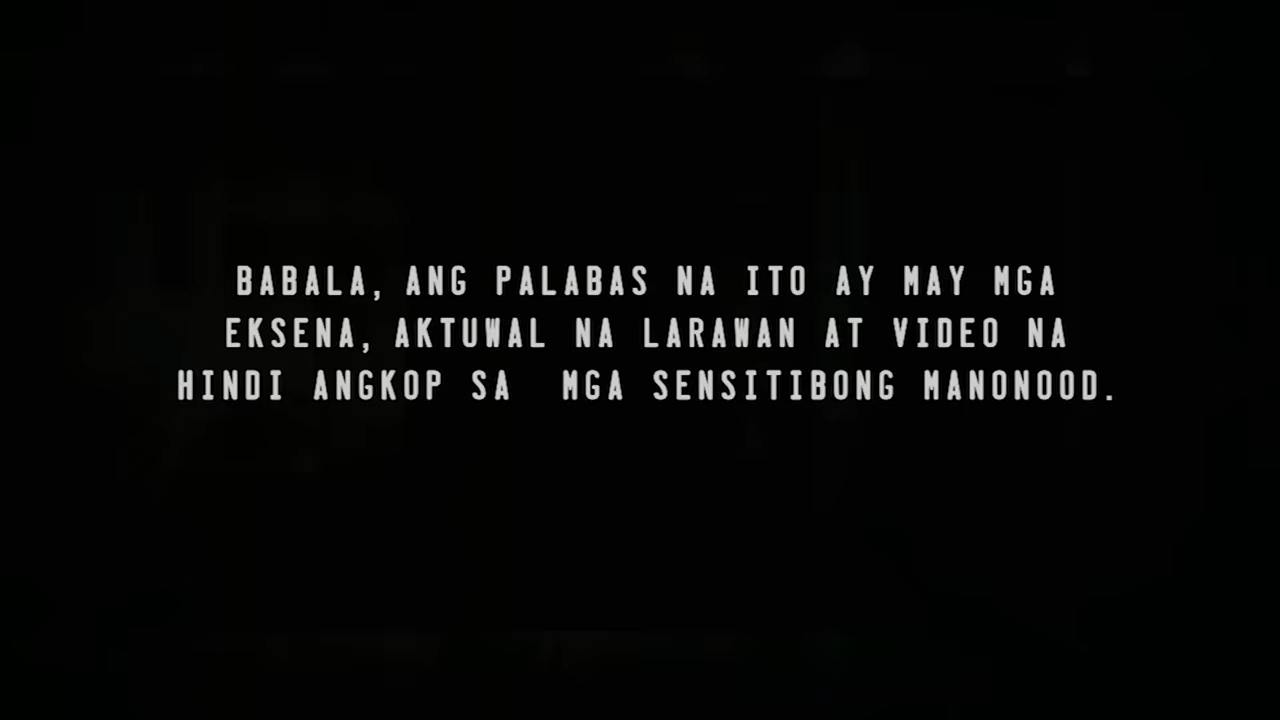 BABALA, ANG PALABAS NA ITO AY MAY MGA
EKSENA, AKTUWAL NA LARAWAN AT VIDEO NA
HINDI ANGKOP SA  MGA SENSITIBONG MANONOOD.